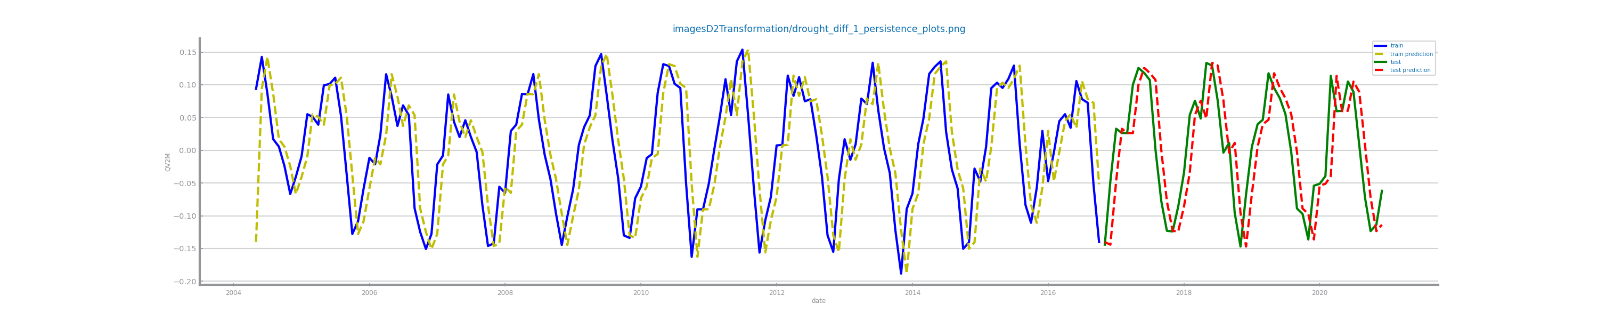 imagesD2Transformation/drought_diff_1_persistence_plots.png
train
train prediction
test
test prediction
0.15
0.10
0.05
0.00
−0.05
−0.10
−0.15
−0.20
QV2M
2004
2006
2008
2010
2012
2014
2016
2018
2020
date